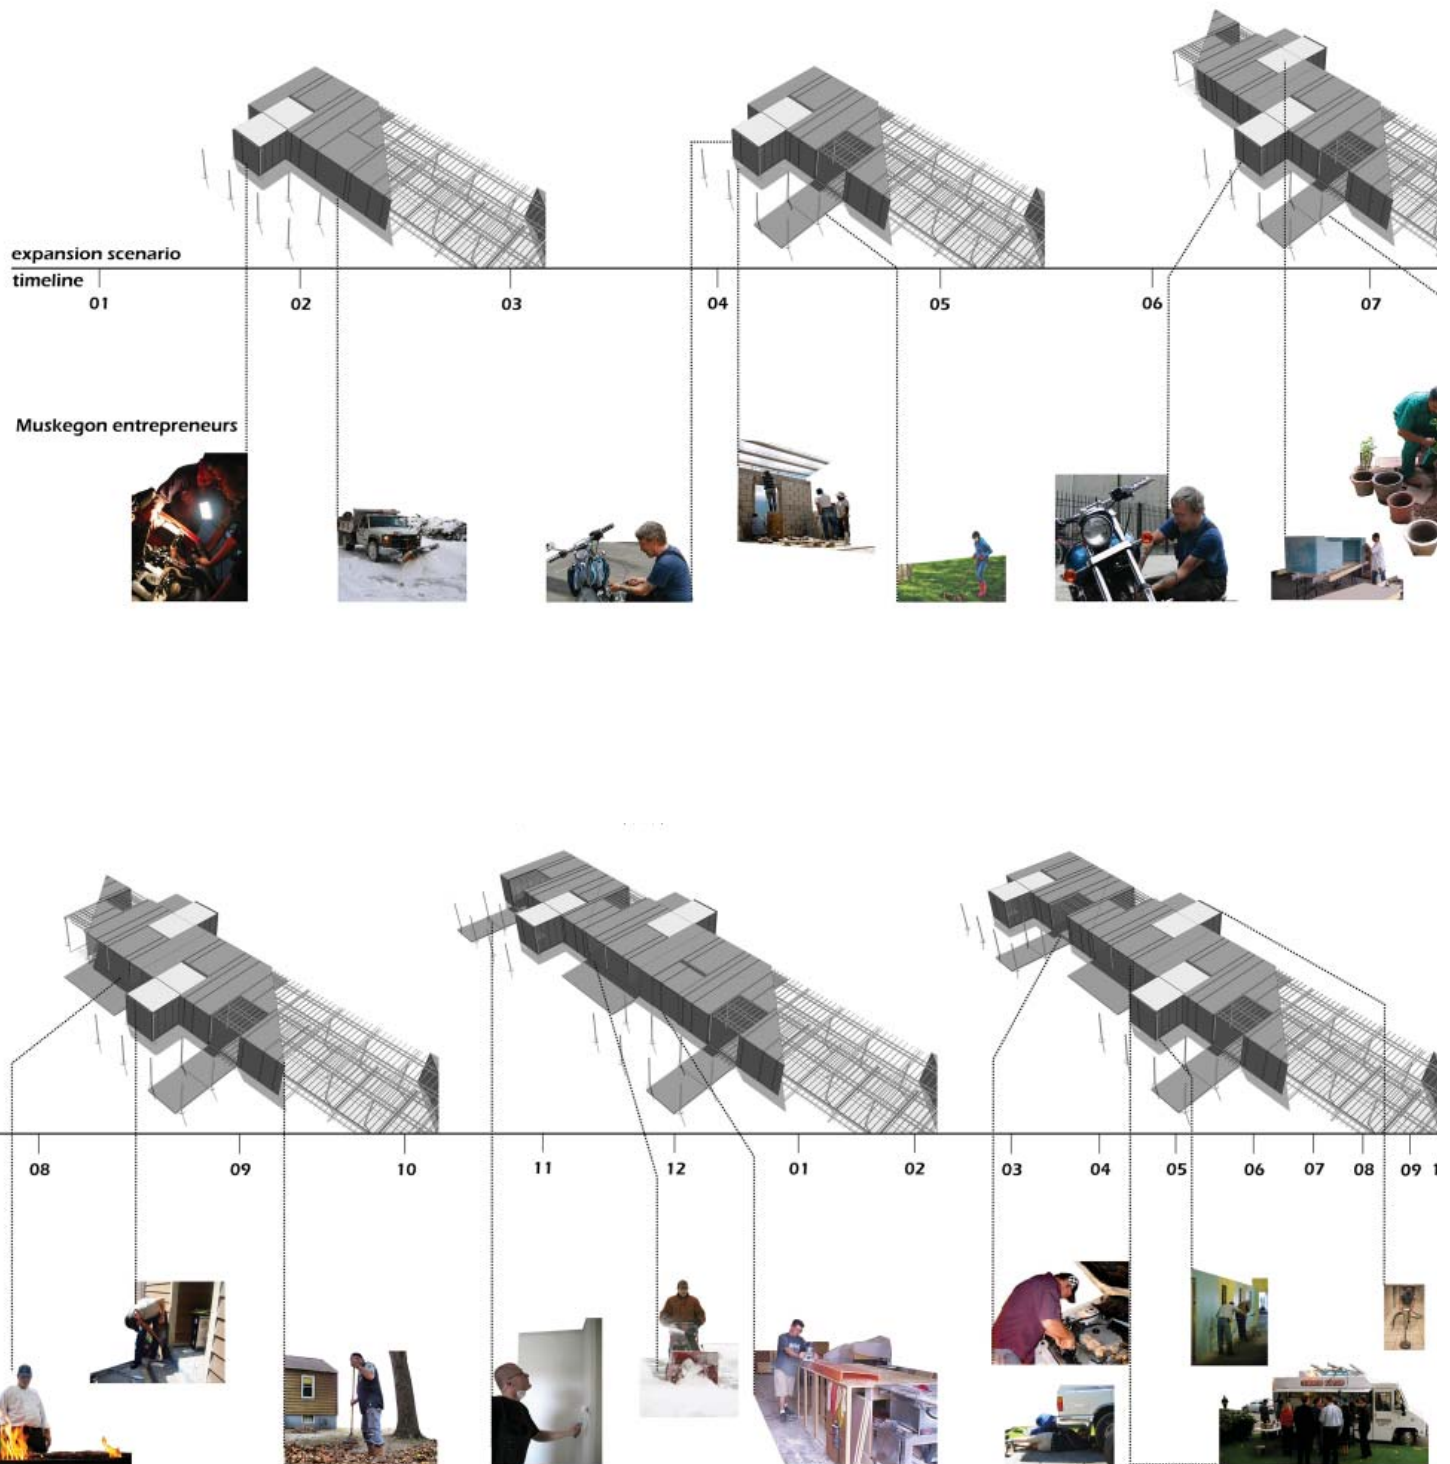 expansion scenario
timeline
01 02 03 04 05 06 07
Muskegon entrepreneurs
08 09 10 11 12 01 02 03 04 05 06 07 08 09